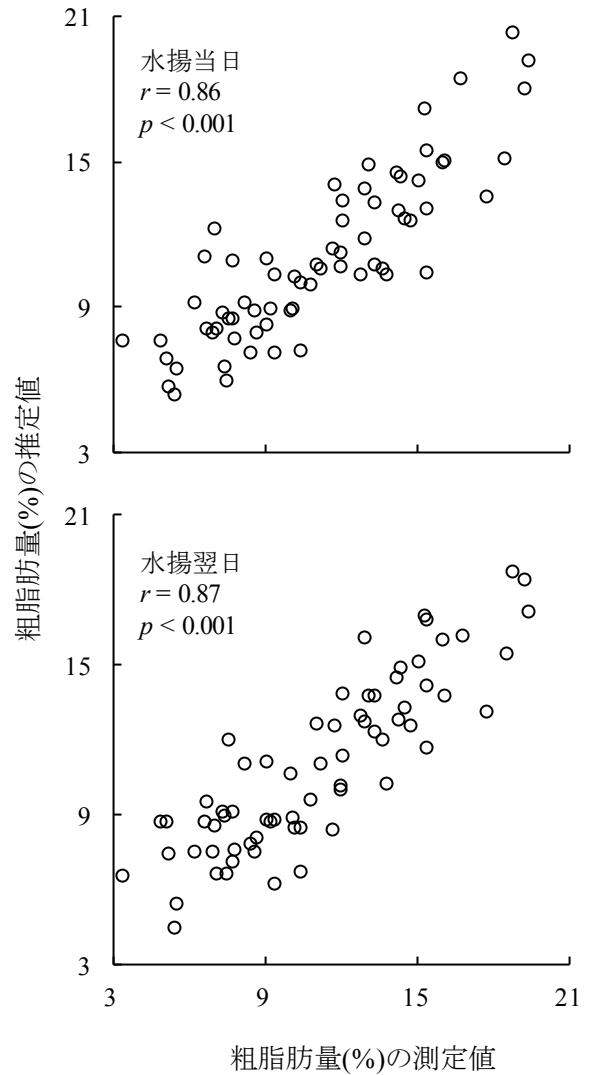 21
水揚当日
r = 0.86
p < 0.001
15
9
3
粗脂肪量(%)の推定値
21
水揚翌日
r = 0.87
p < 0.001
15
9
3
3 9 15 21
粗脂肪量(%)の測定値